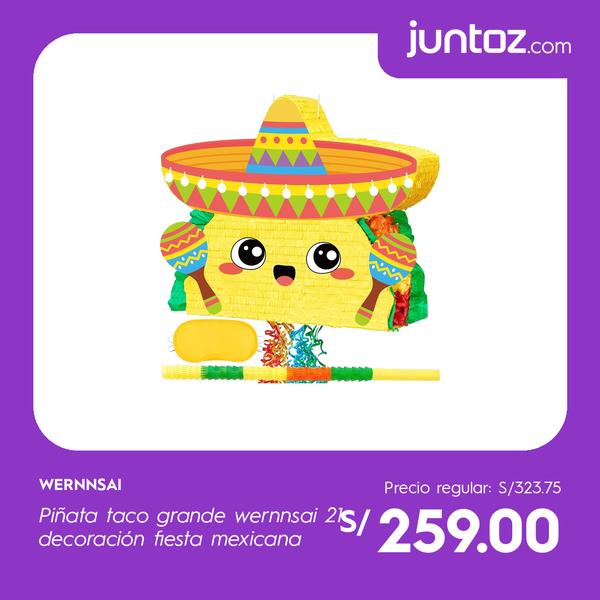 juntoz.com
WERNNSAI
Precio regular: S/323.75
Piñata taco grande wernnsai 21
S/ 259.00
decoración fiesta mexicana